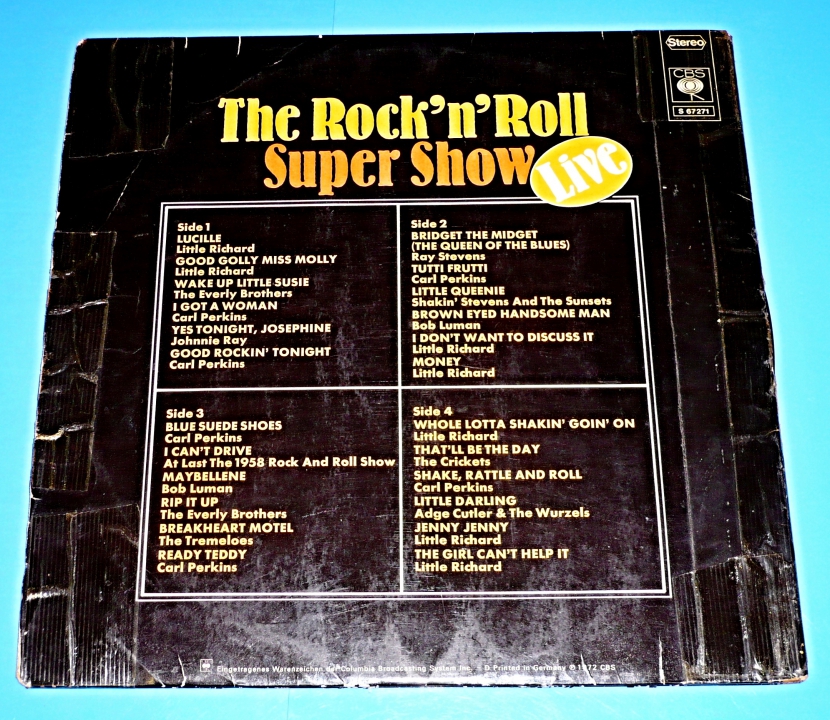 Stereo
CBS
S 67271
The Rock'n'Roll
Super Show
Live
Side 1
LUCILLE
Little Richard
GOOD GOLLY MISS MOLLY
Little Richard
WAKE UP LITTLE SUSIE
The Everly Brothers
I GOT A WOMAN
Carl Perkins
YES TONIGHT, JOSEPHINE
Johnnie Ray
GOOD ROCKIN' TONIGHT
Carl Perkins
Side 2
BRIDGET THE MIDGET
(THE QUEEN OF THE BLUES)
Ray Stevens
TUTTI FRUTTI
Carl Perkins
LITTLE QUEENIE
Shakin' Stevens And The Sunsets
BROWN EYED HANDSOME MAN
Bob Luman
I DON'T WANT TO DISCUSS IT
Little Richard
MONEY
Little Richard
Side 3
BLUE SUEDE SHOES
Carl Perkins
I CAN'T DRIVE
At Last The 1958 Rock And Roll Show
MAYBELLENE
Bob Luman
RIP IT UP
The Everly Brothers
BREAKHEART MOTEL
The Tremeloes
READY TEDDY
Carl Perkins
Side 4
WHOLE LOTTA SHAKIN' GOIN' ON
Little Richard
THAT'LL BE THE DAY
The Crickets
SHAKE, RATTLE AND ROLL
Carl Perkins
LITTLE DARLING
Adge Cutler & The Wurzels
JENNY JENNY
Little Richard
THE GIRL CAN'T HELP IT
Little Richard
Eingetragenes Warenzeichen der Columbia Broadcasting System Inc. - D Printed in Germany © 1972 CBS